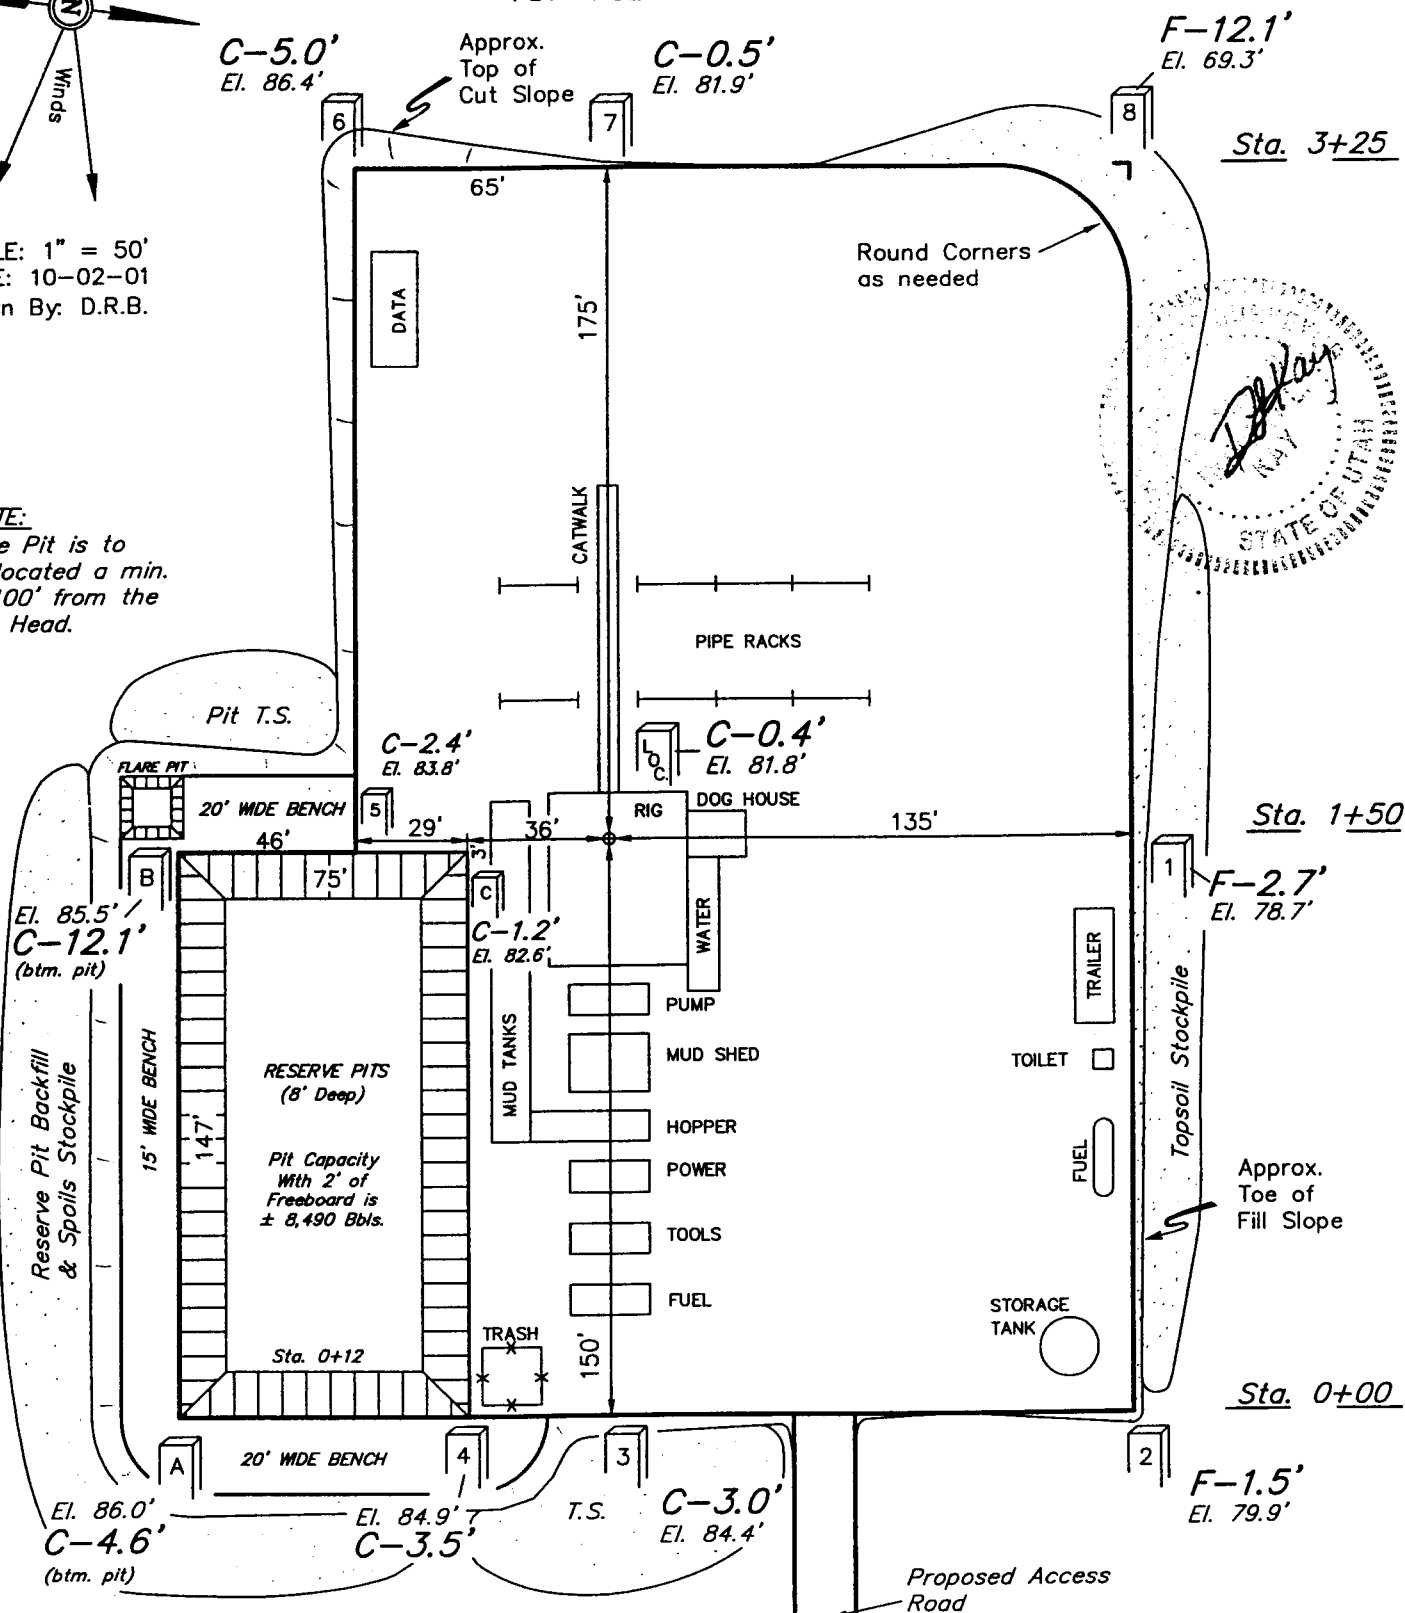 N
Winds
C-5.0'
El. 86.4'
Approx.
Top of
Cut Slope
C-0.5'
El. 81.9'
F-12.1'
El. 69.3'
6
7
8
Sta. 3+25
65'
LE: 1" = 50'
E: 10-02-01
n By: D.R.B.
DATA
175'
Round Corners
as needed
KAY
STATE OF UTAH
TE:
e Pit is to
located a min.
100' from the
Head.
CATWALK
PIPE RACKS
Pit T.S.
C-2.4'
El. 83.8'
LOC.
C-0.4'
El. 81.8'
FLARE PIT
20' WIDE BENCH
5
RIG
DOG HOUSE
Sta. 1+50
46'
29'
36'
135'
3'
B
75'
C
1
El. 85.5'
C-12.1'
(btm. pit)
C-1.2'
El. 82.6'
WATER
F-2.7'
El. 78.7'
TRAILER
PUMP
MUD SHED
TOILET
MUD TANKS
HOPPER
POWER
FUEL
TOOLS
FUEL
Topsoil Stockpile
Reserve Pit Backfill
& Spoils Stockpile
15' WIDE BENCH
147'
RESERVE PITS
(8' Deep)
Pit Capacity
With 2' of
Freeboard is
± 8,490 Bbls.
Approx.
Toe of
Fill Slope
STORAGE
TANK
TRASH
150'
Sta. 0+12
Sta. 0+00
A
20' WIDE BENCH
4
3
2
El. 86.0'
C-4.6'
(btm. pit)
El. 84.9'
C-3.5'
T.S.
C-3.0'
El. 84.4'
F-1.5'
El. 79.9'
Proposed Access
Road